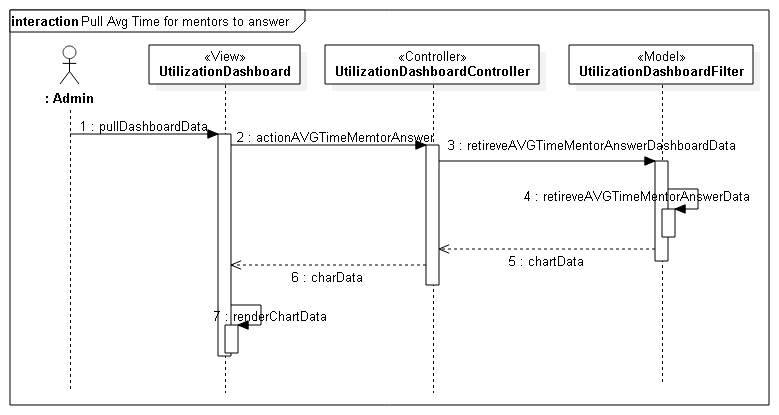 interaction Pull Avg Time for mentors to answer
«View»
UtilizationDashboard
«Controller»
UtilizationDashboardController
«Model»
UtilizationDashboardFilter
: Admin
1 : pullDashboardData
2 : actionAVGTimeMemtorAnswer
3 : retireveAVGTimeMentorAnswerDashboardData
4 : retireveAVGTimeMentorAnswerData
5 : chartData
6 : charData
7 : renderChartData